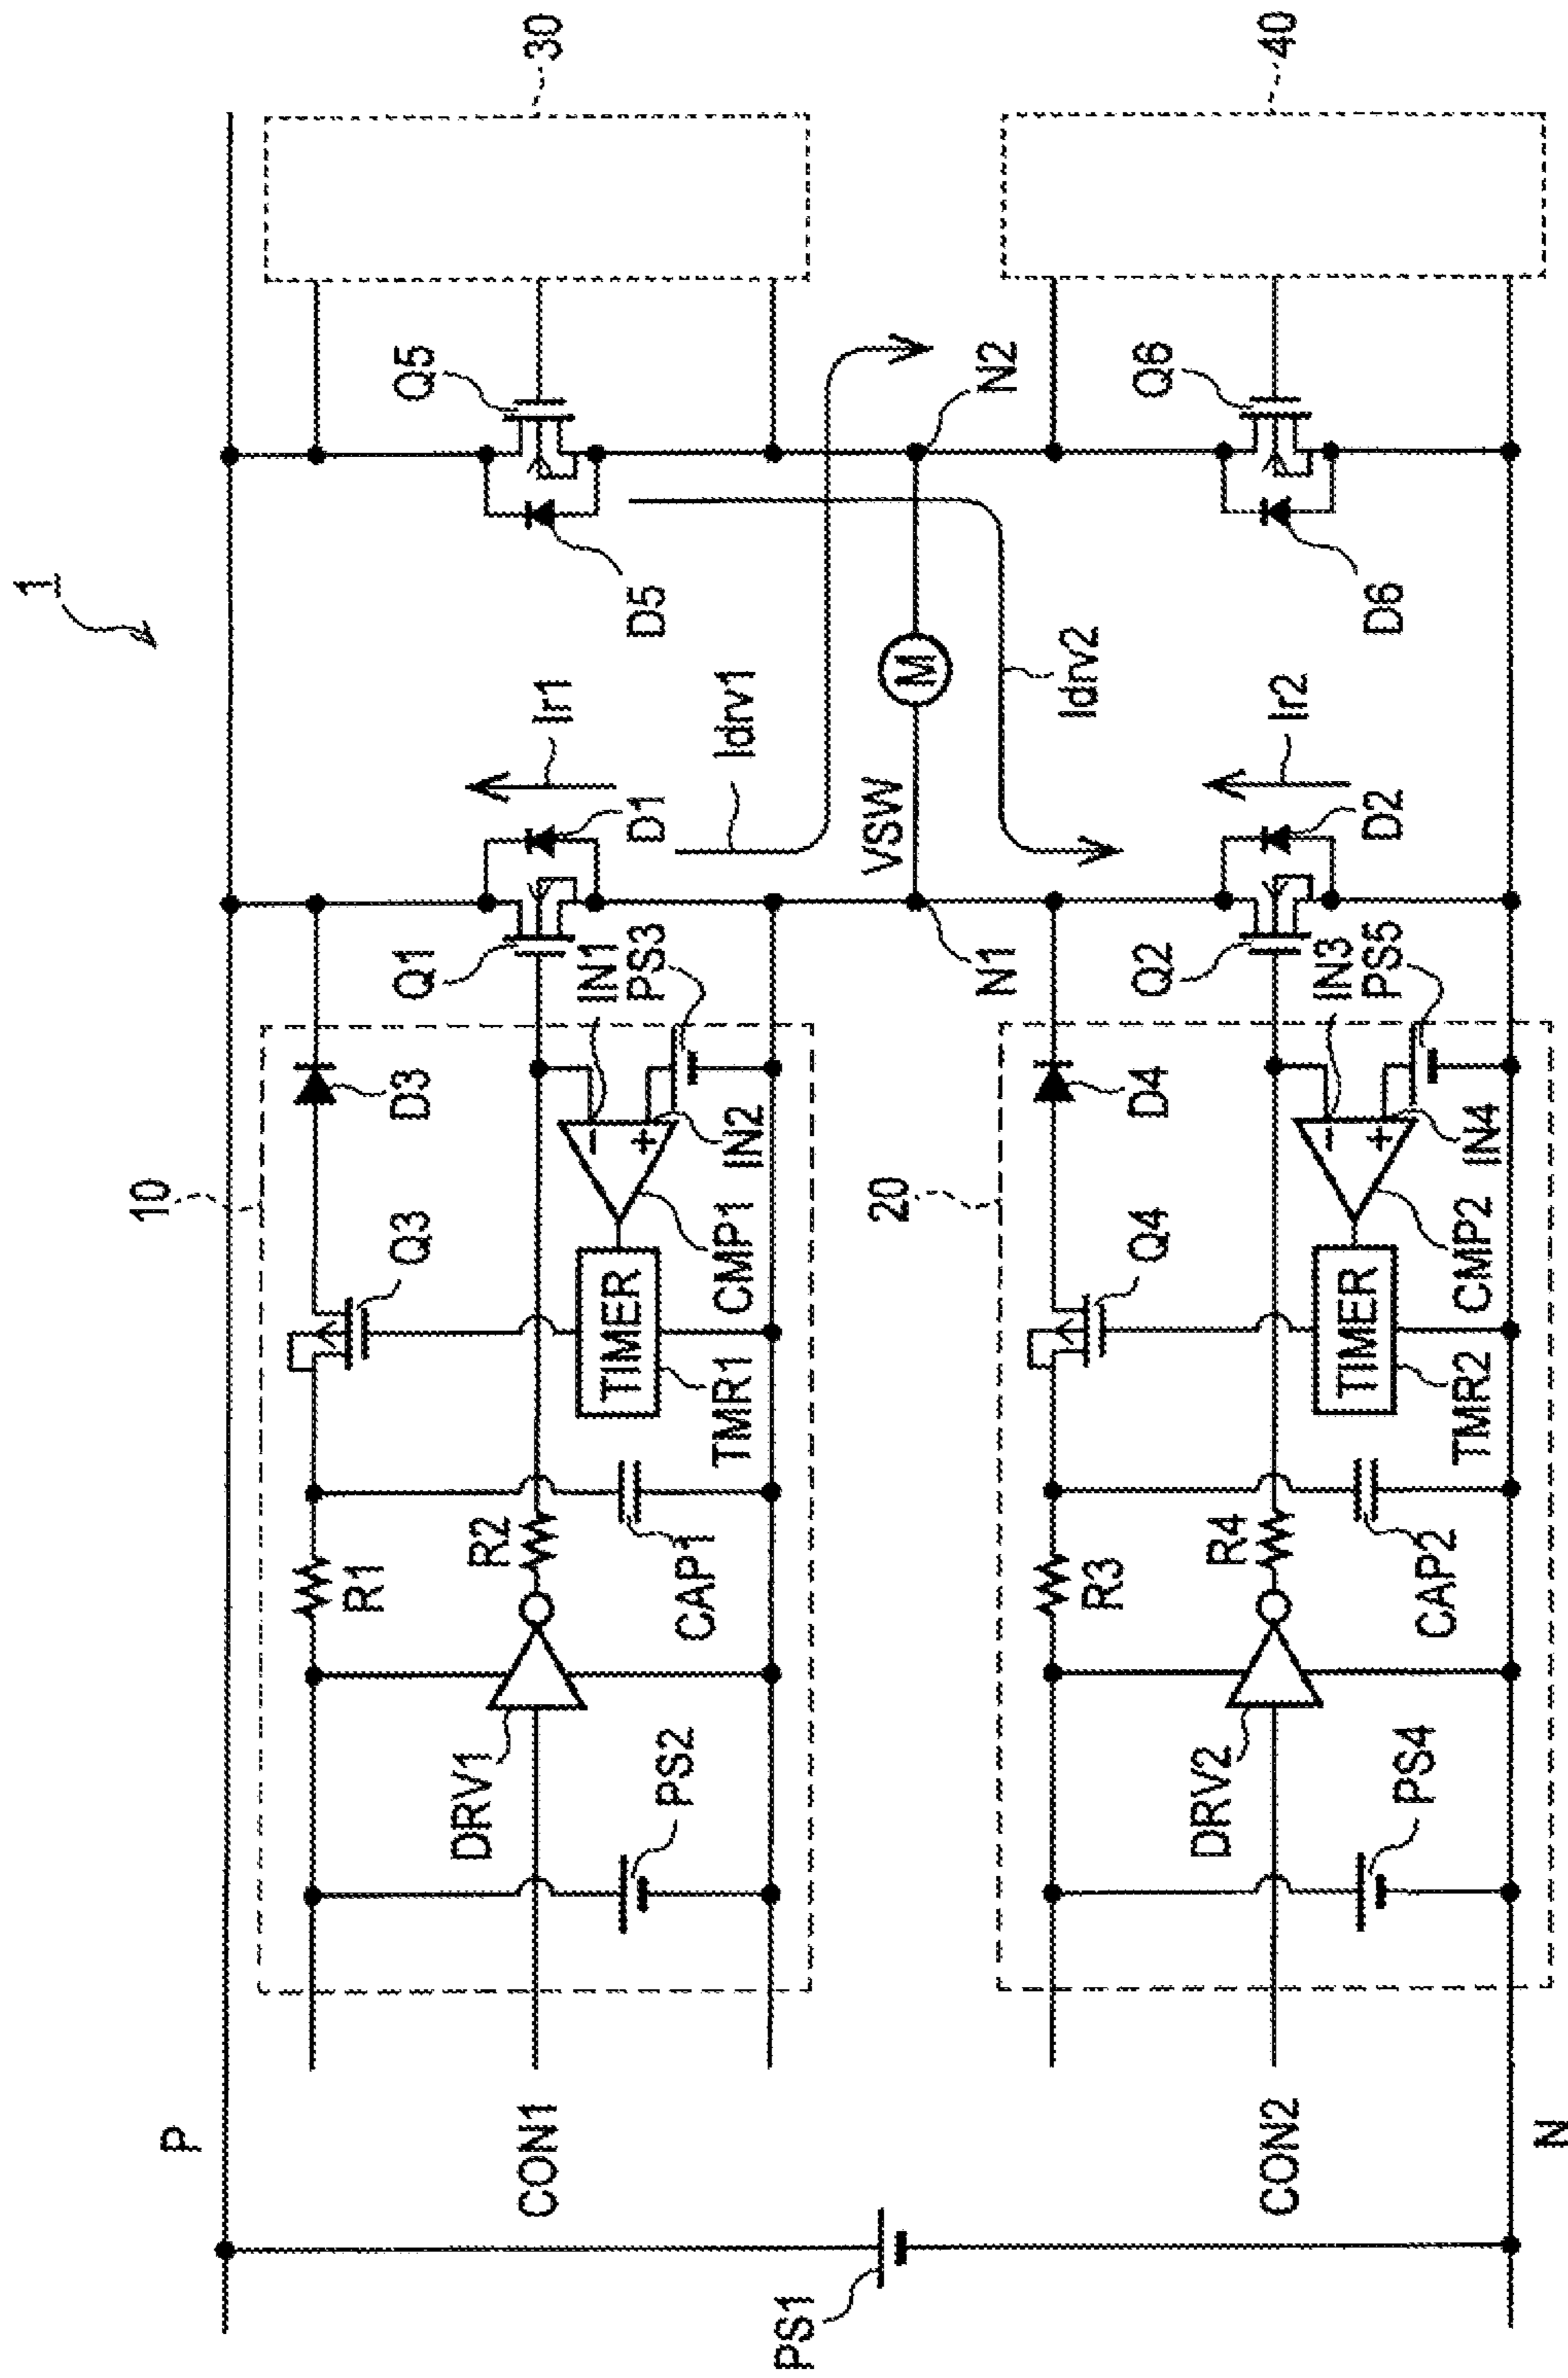 1
P
10
D3
Q3
R1
Q1
IN1
PS3
R2
TIMER
IN2
CMP1
TMR1
CAP1
DRV1
PS2
CON1
Ir1
D1
Idrv1
Q5
D5
30
VSW
M
N1
N2
Idrv2
PS1
20
D4
Q4
R3
Q2
IN3
PS5
R4
TIMER
IN4
CMP2
TMR2
CAP2
DRV2
PS4
CON2
Ir2
D2
Q6
D6
40
N